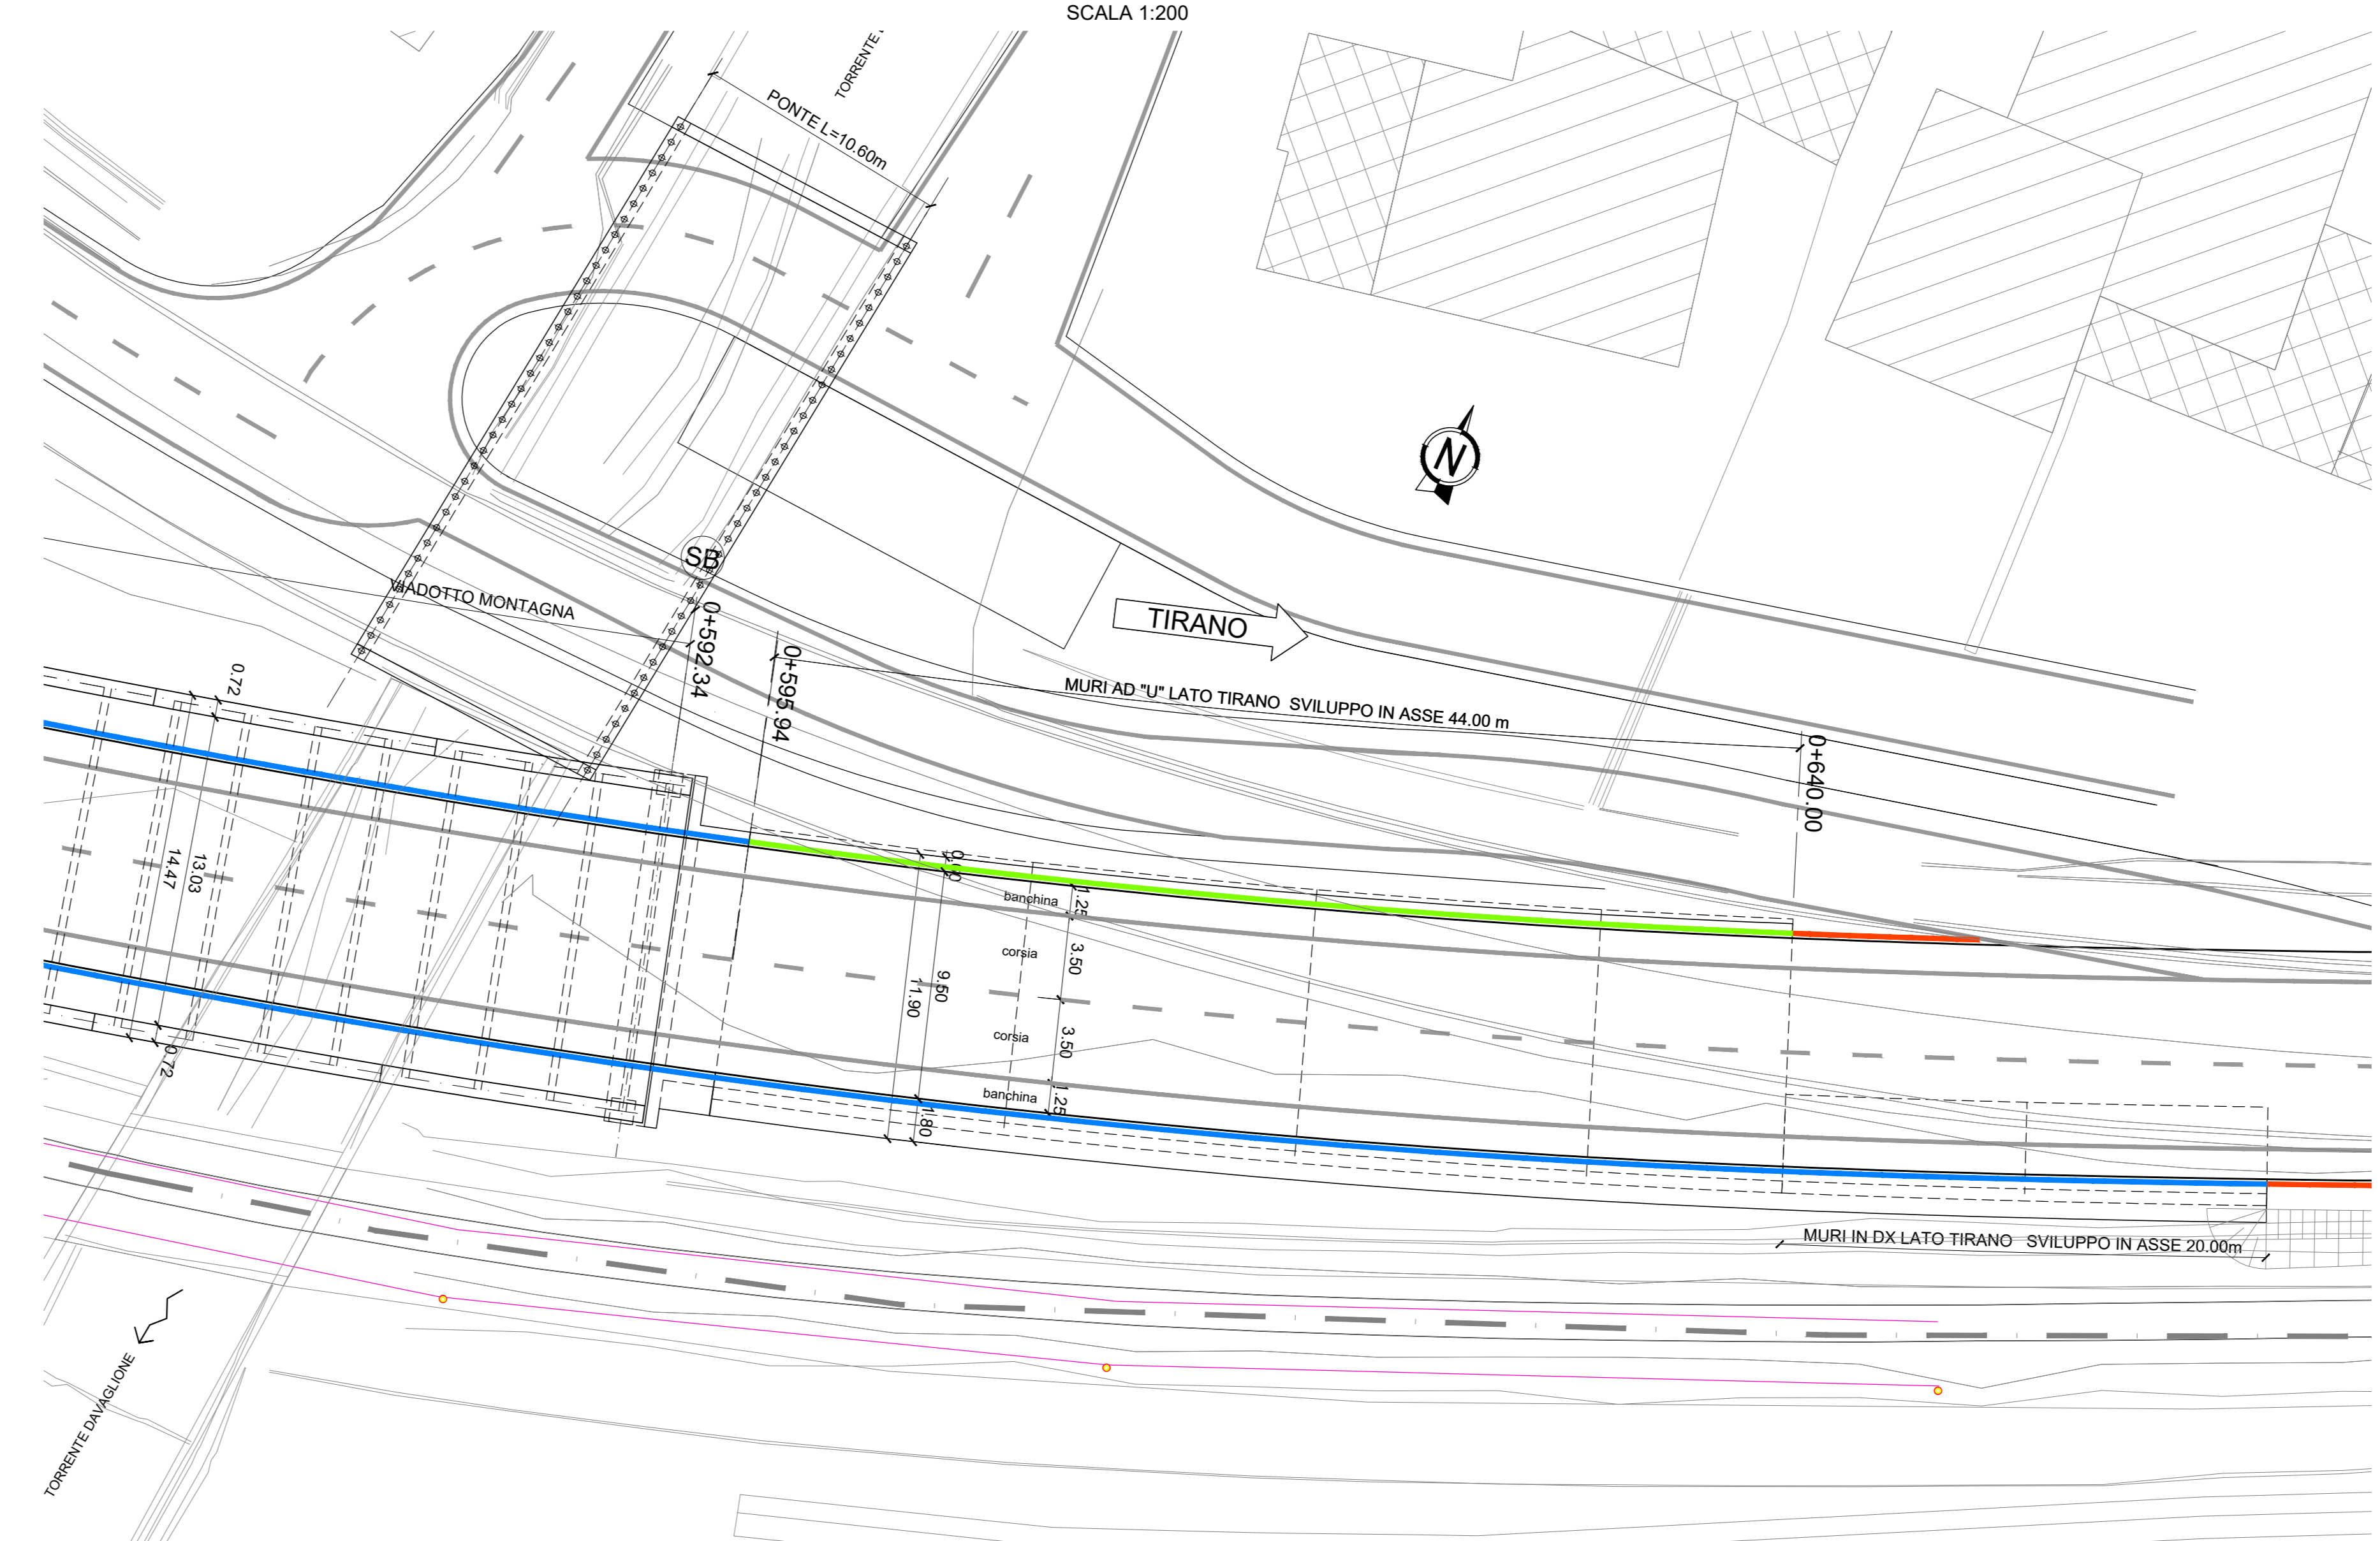 SCALA 1:200
TORRENTE
PONTE L=10.60m
N
SB
VIADOTTO MONTAGNA
0+592.34
0+595.94
TIRANO
MURI AD "U" LATO TIRANO SVILUPPO IN ASSE 44.00 m
0+640.00
0.72
14.47
13.03
0.72
banchina
1.25
corsia
3.50
9.50
11.90
corsia
3.50
banchina
1.25
1.80
MURI IN DX LATO TIRANO SVILUPPO IN ASSE 20.00m
TORRENTE DAVAGLIONE